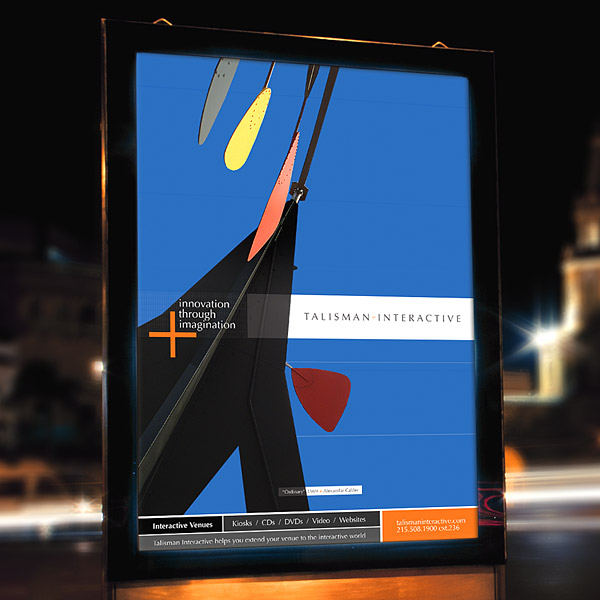 innovation
through
imagination
TALISMAN+INTERACTIVE
"Ordinary" 1969 - Alexander Calder
Interactive Venues
Kiosks / CDs / DVDs / Video / Websites
talismaninteractive.com
215.508.1900 ext.236
Talisman Interactive helps you extend your venue to the interactive world